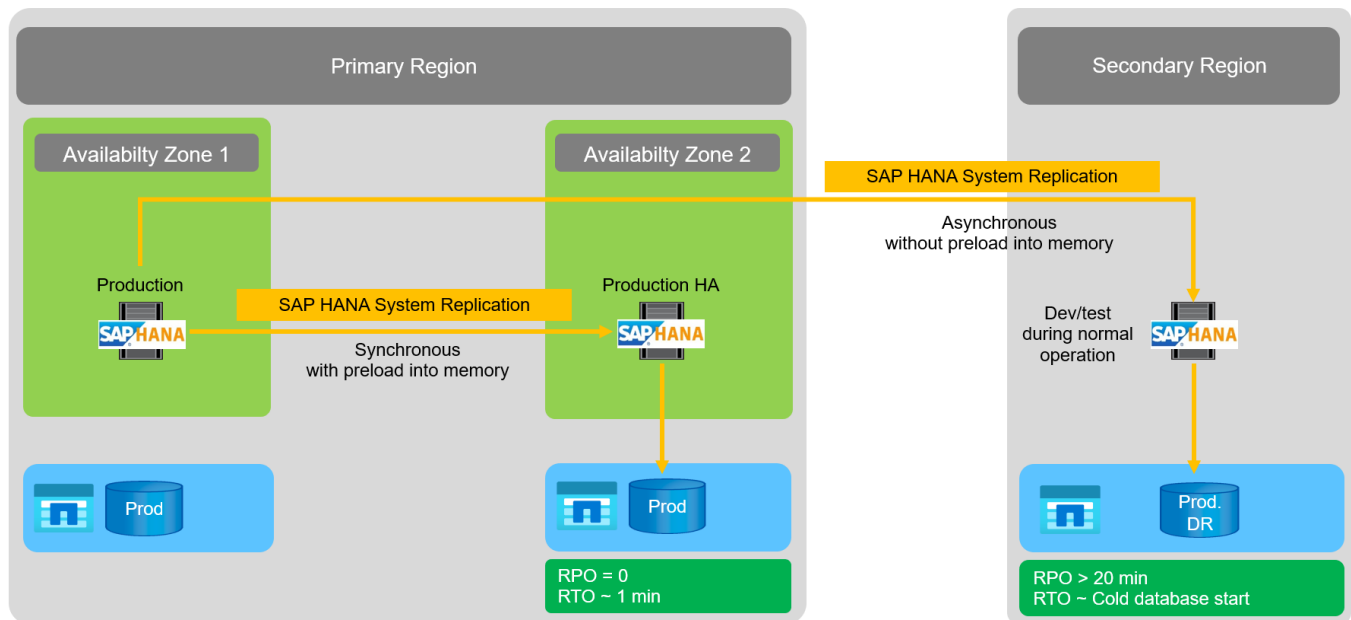 Primary Region
Secondary Region
Availabilty Zone 1
Availabilty Zone 2
SAP HANA System Replication
Asynchronous
without preload into memory
Production
SAP HANA
SAP HANA System Replication
Synchronous
with preload into memory
Production HA
SAP HANA
Dev/test
during normal
operation
SAP HANA
Prod
Prod
Prod.
DR
RPO = 0
RTO ~ 1 min
RPO > 20 min
RTO ~ Cold database start